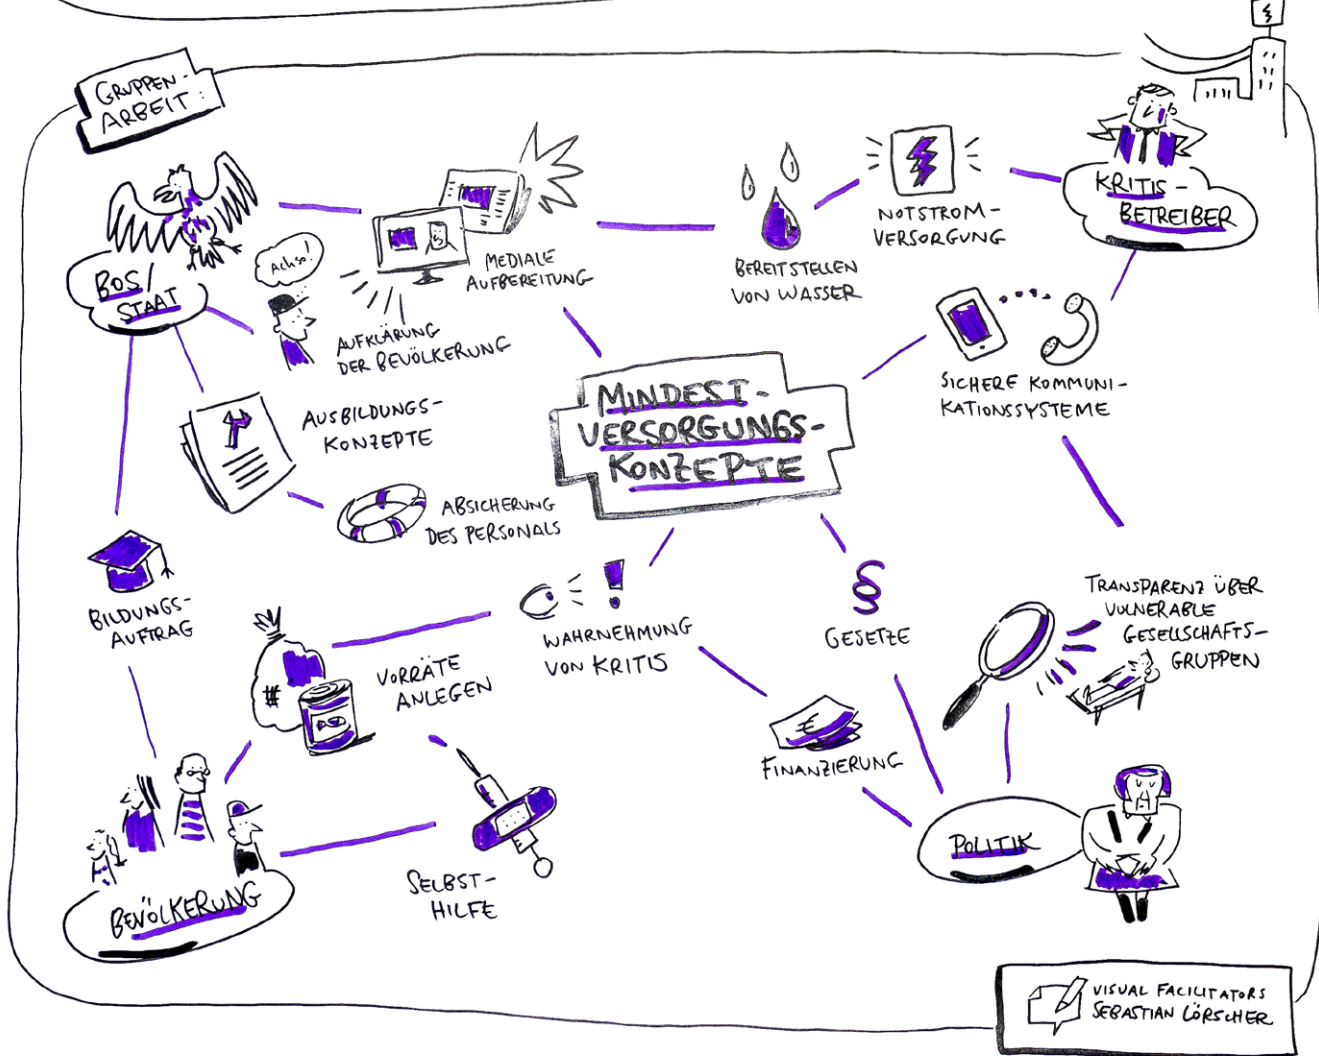 GRUPPEN-
ARBEIT:
BOS/
STAAT
Achso!
MEDIALE
AUFBEREITUNG
AUFKLÄRUNG
DER BEVÖLKERUNG
BEREITSTELLEN
VON WASSER
NOTSTROM-
VERSORGUNG
KRITIS-
BETREIBER
SICHERE KOMMUNI-
KATIONSSYSTEME
AUSBILDUNGS-
KONZEPTE
MINDEST-
VERSORGUNGS-
KONZEPTE
ABSICHERUNG
DES PERSONALS
BILDUNGS-
AUFTRAG
WAHRNEHMUNG
VON KRITIS
§
GESETZE
TRANSPARENZ ÜBER
VULNERABLE
GESELLSCHAFTS-
GRUPPEN
#
VORRÄTE
ANLEGEN
€
FINANZIERUNG
SELBST-
HILFE
POLITIK
BEVÖLKERUNG
VISUAL FACILITATORS
SEBASTIAN LÖRSCHER